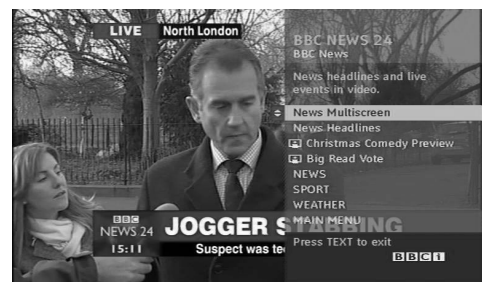 LIVE North London
BBC NEWS 24
BBC News
News headlines and live
events in video.
News Multiscreen
News Headlines
Christmas Comedy Preview
Big Read Vote
NEWS
SPORT
WEATHER
MAIN MENU
Press TEXT to exit
BBC 1
BBC
NEWS 24
15:11
JOGGER STABBING
Suspect was